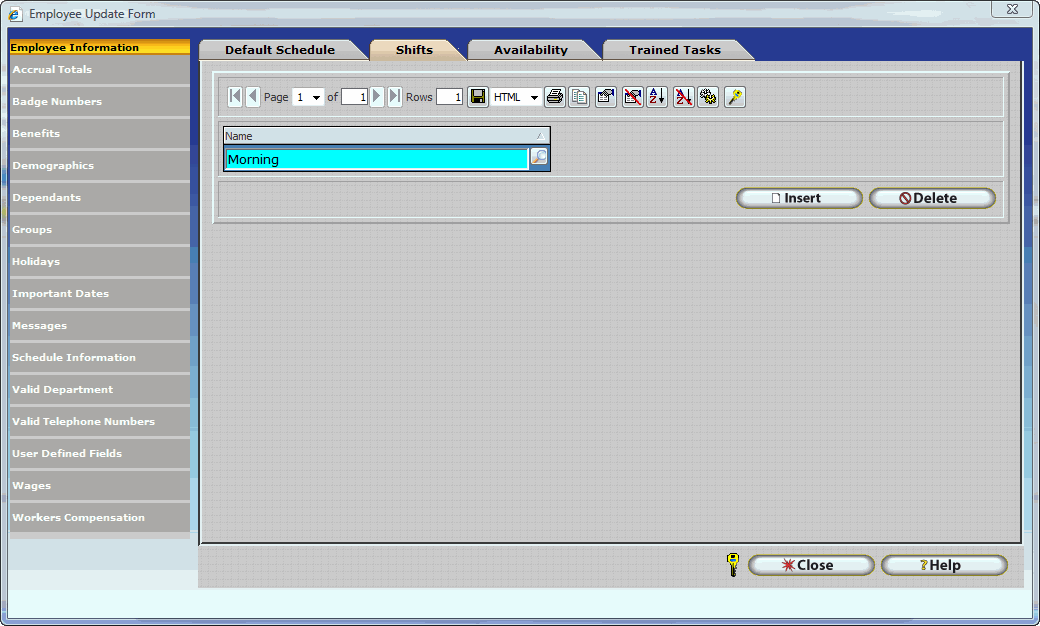 Employee Update Form
Employee Information
Accrual Totals
Badge Numbers
Benefits
Demographics
Dependants
Groups
Holidays
Important Dates
Messages
Schedule Information
Valid Department
Valid Telephone Numbers
User Defined Fields
Wages
Workers Compensation
Default Schedule Shifts Availability Trained Tasks
Page 1 of 1 Rows 1 HTML
Name
Morning
Insert Delete
Close ?Help